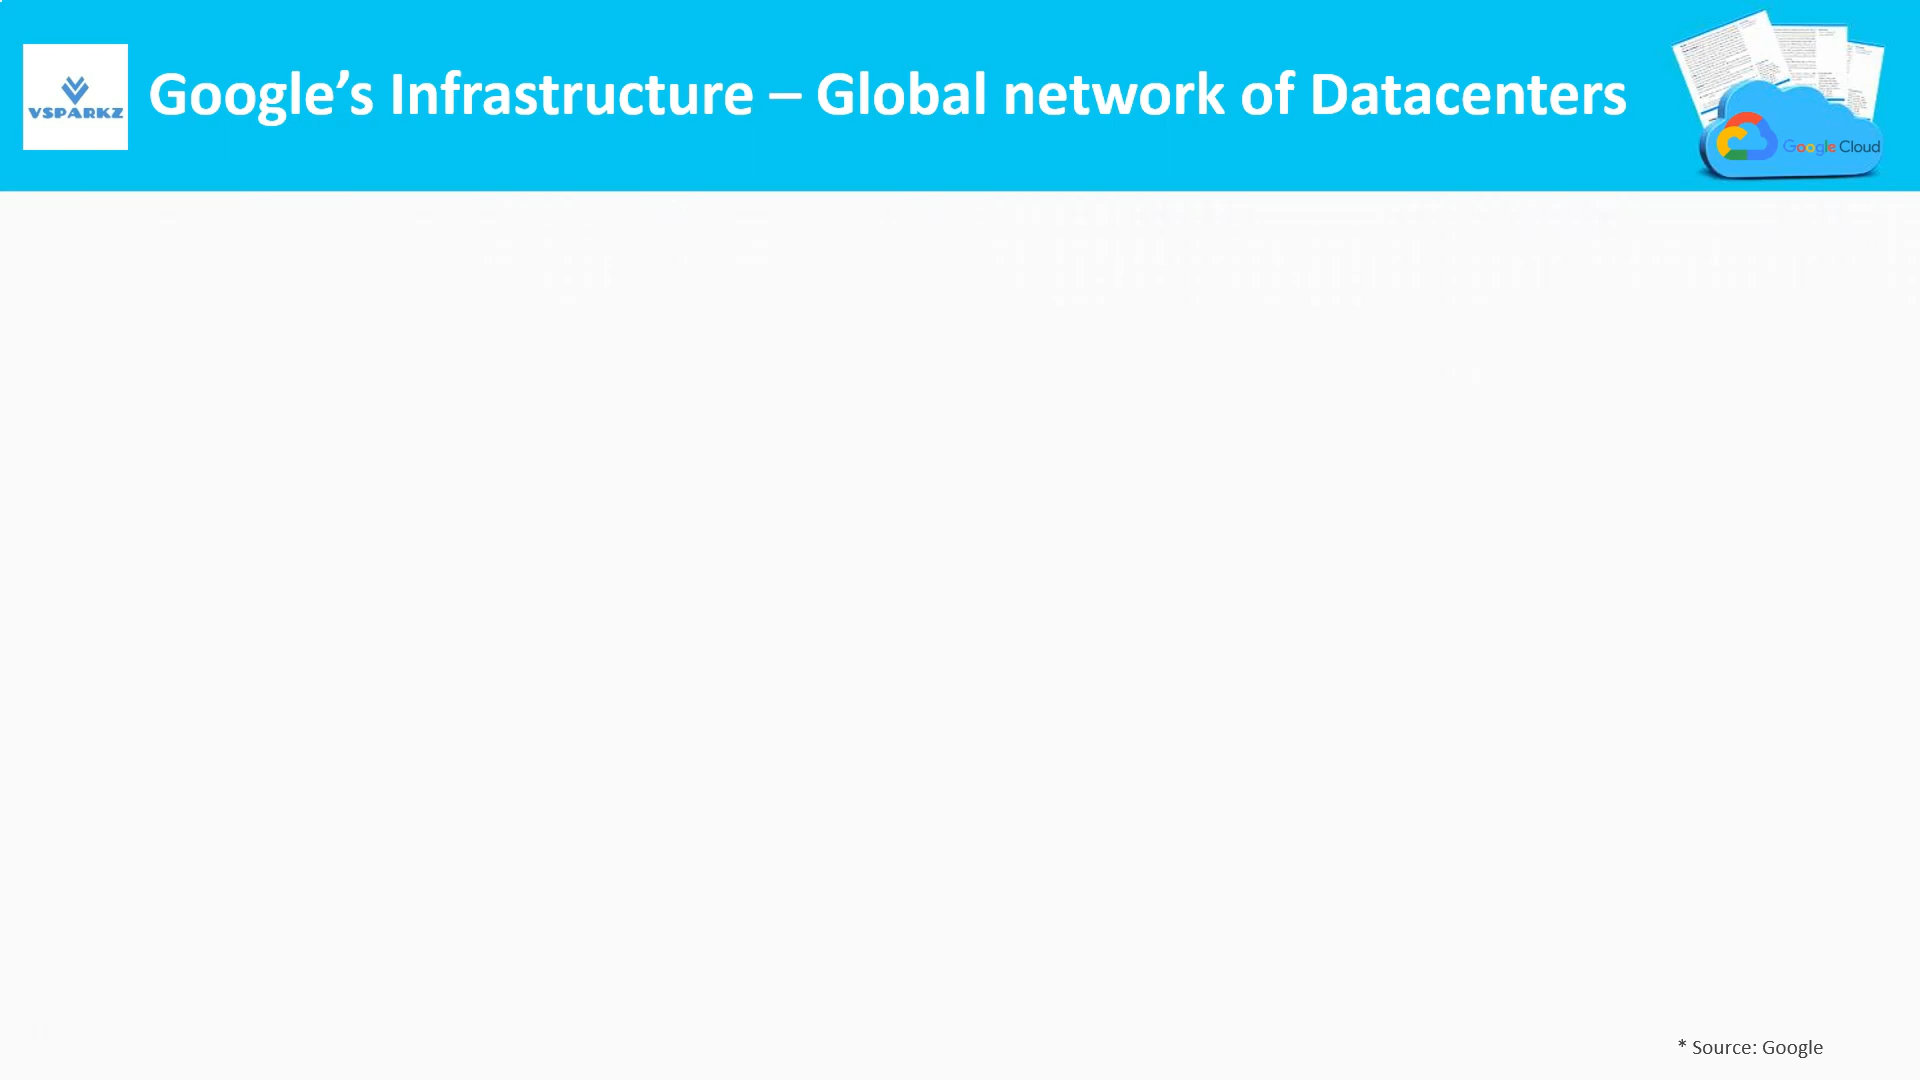 VSPARKZ
Google’s Infrastructure – Global network of Datacenters
Google Cloud
* Source: Google